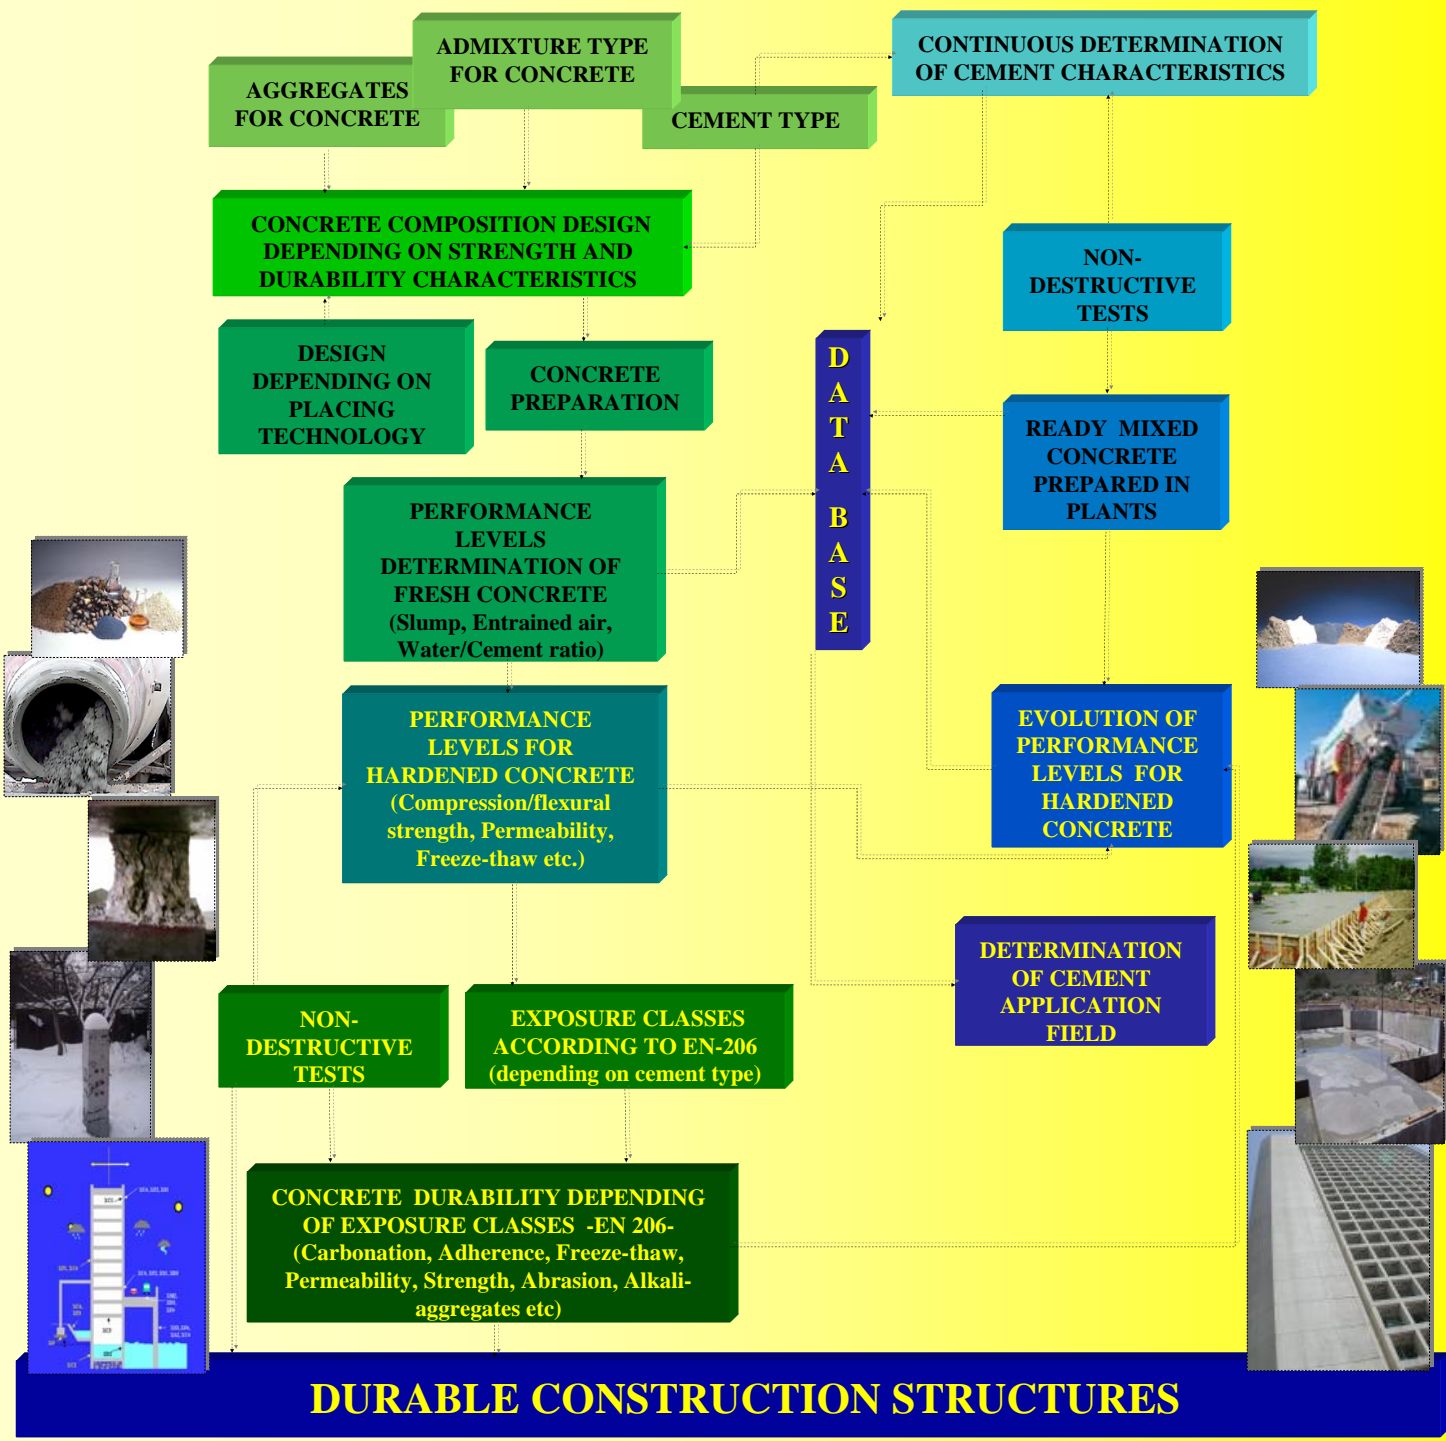 ADMIXTURE TYPE
FOR CONCRETE
CONTINUOUS DETERMINATION
OF CEMENT CHARACTERISTICS
AGGREGATES
FOR CONCRETE
CEMENT TYPE
CONCRETE COMPOSITION DESIGN
DEPENDING ON STRENGTH AND
DURABILITY CHARACTERISTICS
NON-
DESTRUCTIVE
TESTS
DESIGN
DEPENDING ON
PLACING
TECHNOLOGY
CONCRETE
PREPARATION
D
A
T
A
B
A
S
E
READY MIXED
CONCRETE
PREPARED IN
PLANTS
PERFORMANCE
LEVELS
DETERMINATION OF
FRESH CONCRETE
(Slump, Entrained air,
Water/Cement ratio)
PERFORMANCE
LEVELS FOR
HARDENED CONCRETE
(Compression/flexural
strength, Permeability,
Freeze-thaw etc.)
EVOLUTION OF
PERFORMANCE
LEVELS FOR
HARDENED
CONCRETE
DETERMINATION
OF CEMENT
APPLICATION
FIELD
NON-
DESTRUCTIVE
TESTS
EXPOSURE CLASSES
ACCORDING TO EN-206
(depending on cement type)
CONCRETE DURABILITY DEPENDING
OF EXPOSURE CLASSES -EN 206-
(Carbonation, Adherence, Freeze-thaw,
Permeability, Strength, Abrasion, Alkali-
aggregates etc)
DURABLE CONSTRUCTION STRUCTURES